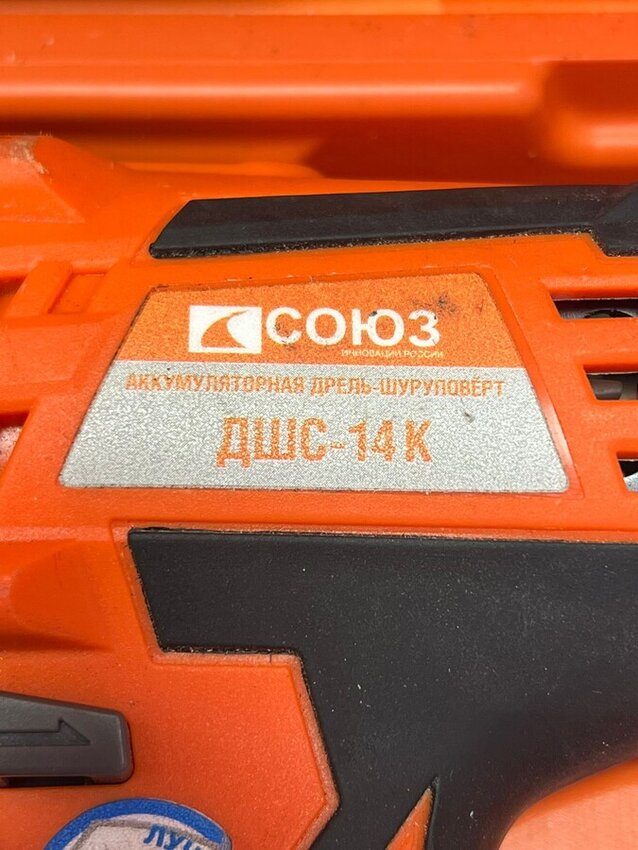 СОЮЗ
ИННОВАЦИИ РОССИИ
АККУМУЛЯТОРНАЯ ДРЕЛЬ-ШУРУПОВЕРТ
ДШС-14К